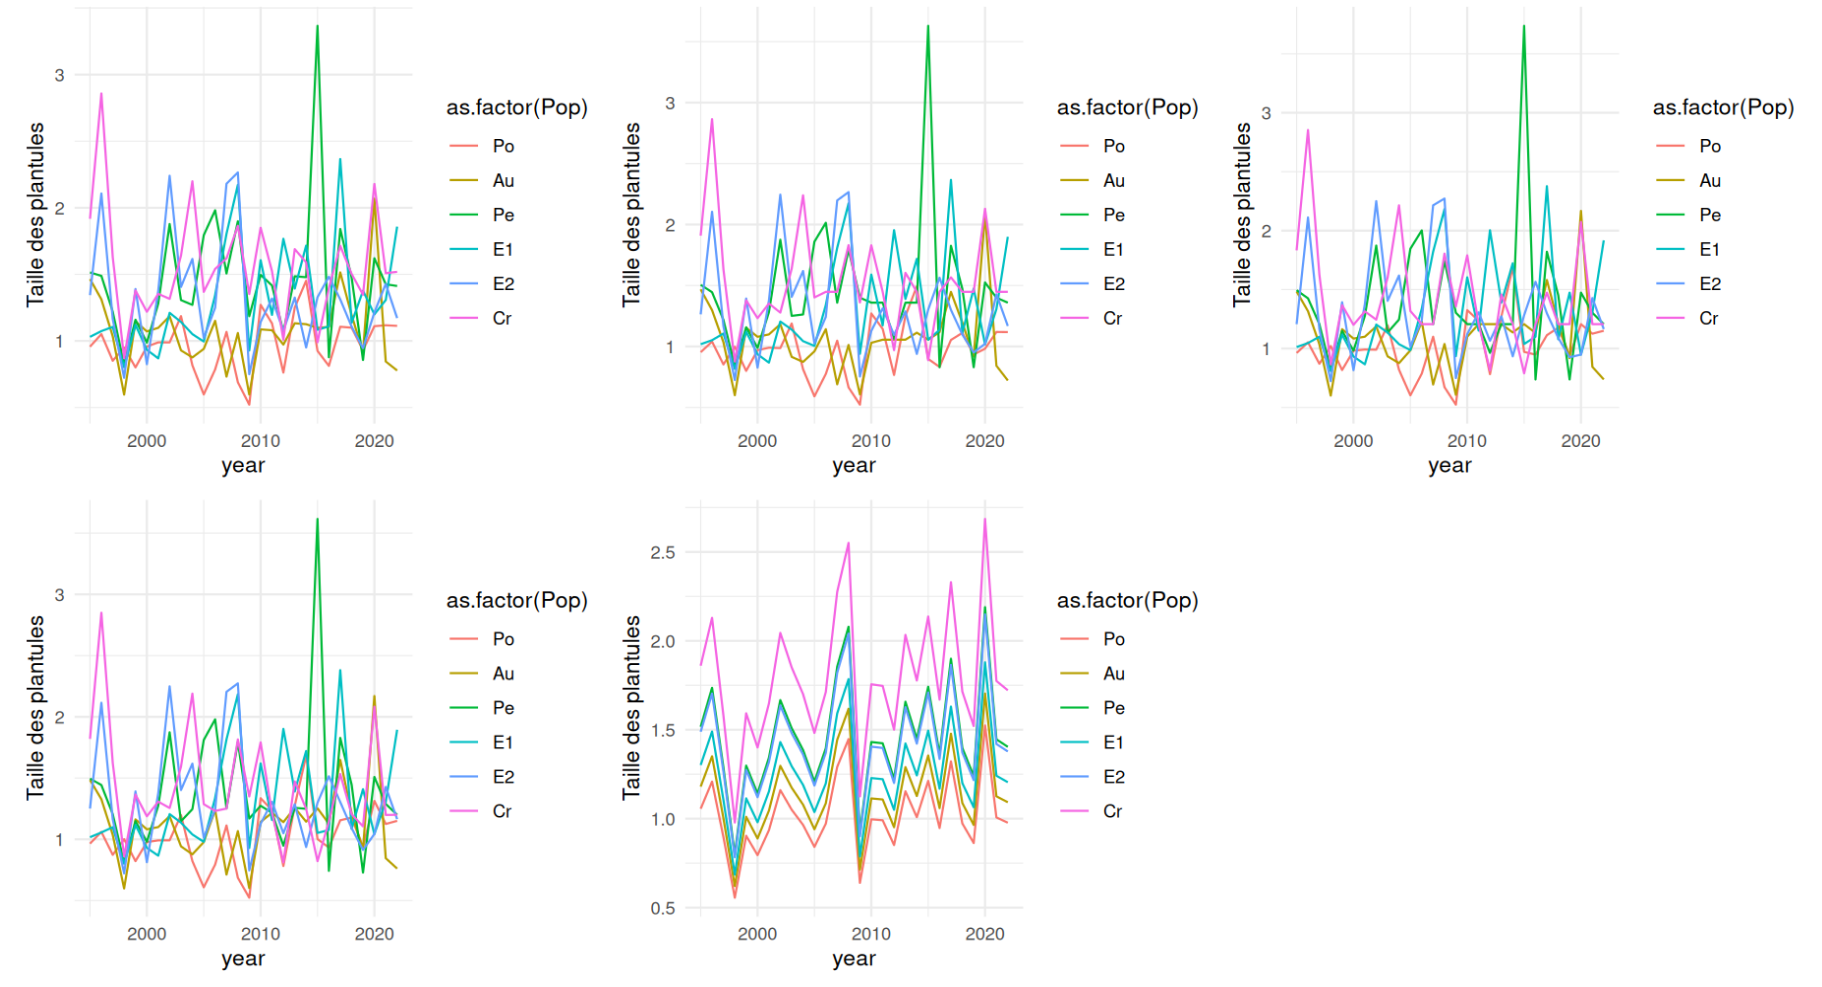 Taille des plantules
3
2
1
2000 2010 2020
year
as.factor(Pop)
Po
Au
Pe
E1
E2
Cr
Taille des plantules
3
2
1
2000 2010 2020
year
as.factor(Pop)
Po
Au
Pe
E1
E2
Cr
Taille des plantules
3
2
1
2000 2010 2020
year
as.factor(Pop)
Po
Au
Pe
E1
E2
Cr
Taille des plantules
3
2
1
2000 2010 2020
year
as.factor(Pop)
Po
Au
Pe
E1
E2
Cr
Taille des plantules
2.5
2.0
1.5
1.0
0.5
2000 2010 2020
year
as.factor(Pop)
Po
Au
Pe
E1
E2
Cr